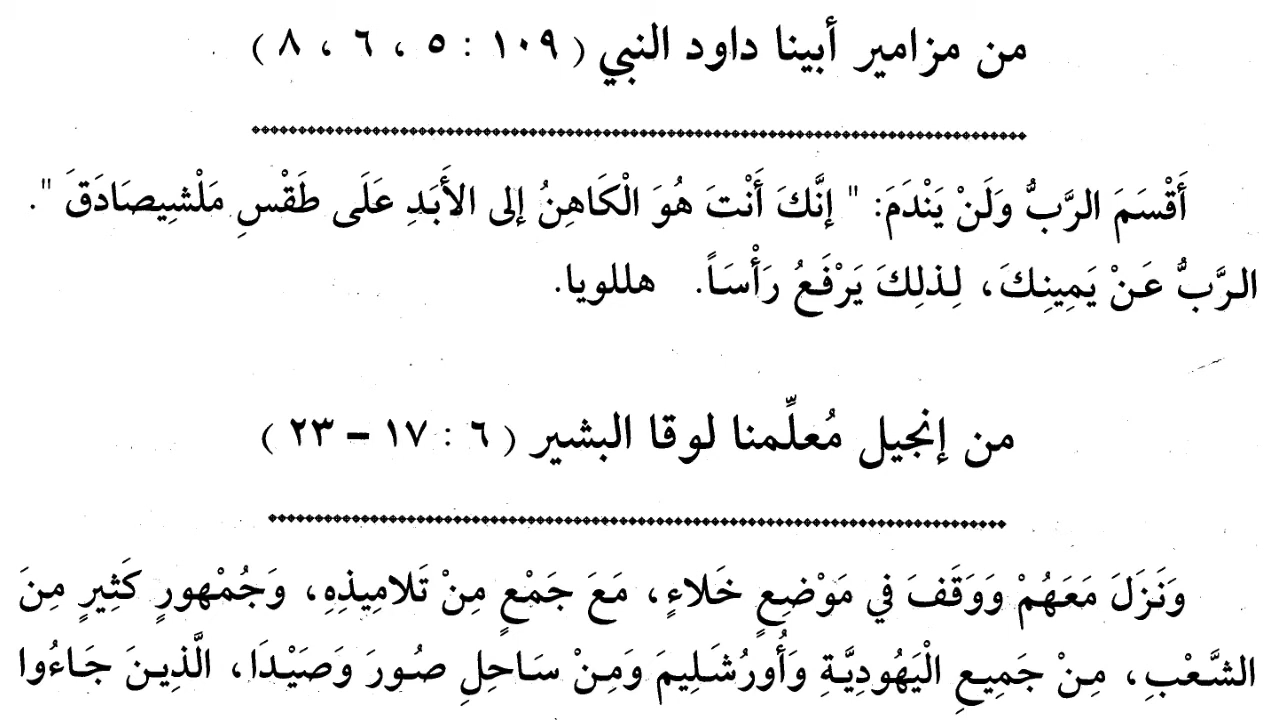 من مزامير أبينا داود النبي ( ١٠٩ : ٥ ، ٦ ، ٨ )
أَقْسَمَ الرَّبُّ وَلَنْ يَنْدَمَ: " إنَّكَ أَنْتَ هُوَ الْكَاهِنُ إلى الأَبَدِ عَلَى طَقْسِ مَلْشِيصَادَقَ ".
الرَّبُّ عَنْ يَمِينِكَ، لِذلِكَ يَرْفَعُ رَأْسَاً. هللويا.
من إنجيل مُعلِّمنا لوقا البشير ( ٦ : ١٧ – ٢٣ )
وَنَزَلَ مَعَهُمْ وَوَقَفَ في مَوْضِعٍ خَلاءٍ، مَعَ جَمْعٍ مِنْ تَلامِيذِهِ، وَجُمْهورٍ كَثِيرٍ مِنَ
الشَّعْبِ، مِنْ جَمِيعِ الْيَهُودِيَّةِ وَأُورُشَلِيمَ وَمِنْ سَاحَلِ صُورَ وَصَيْدَا، الَّذِينَ جَاءُوا